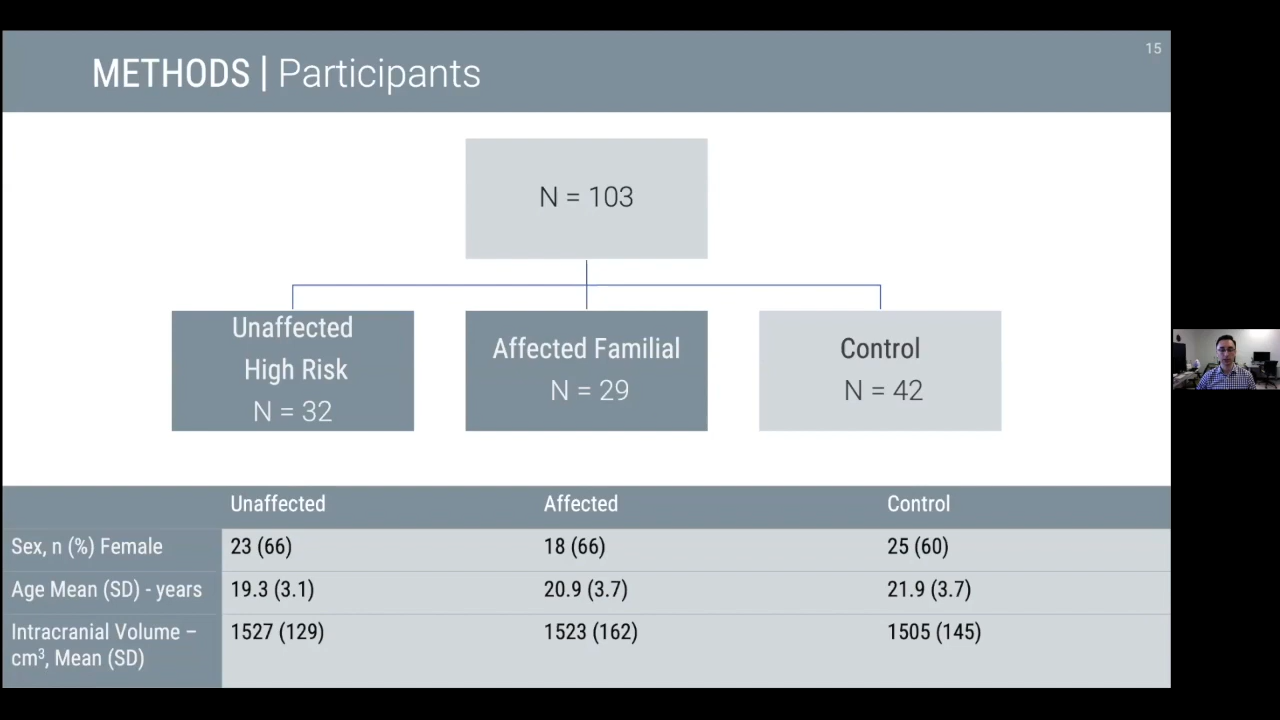 15
METHODS | Participants
N = 103
Unaffected
High Risk
N = 32
Affected Familial
N = 29
Control
N = 42
Unaffected Affected Control
Sex, n (%) Female 23 (66) 18 (66) 25 (60)
Age Mean (SD) - years 19.3 (3.1) 20.9 (3.7) 21.9 (3.7)
Intracranial Volume – 1527 (129) 1523 (162) 1505 (145)
cm³, Mean (SD)